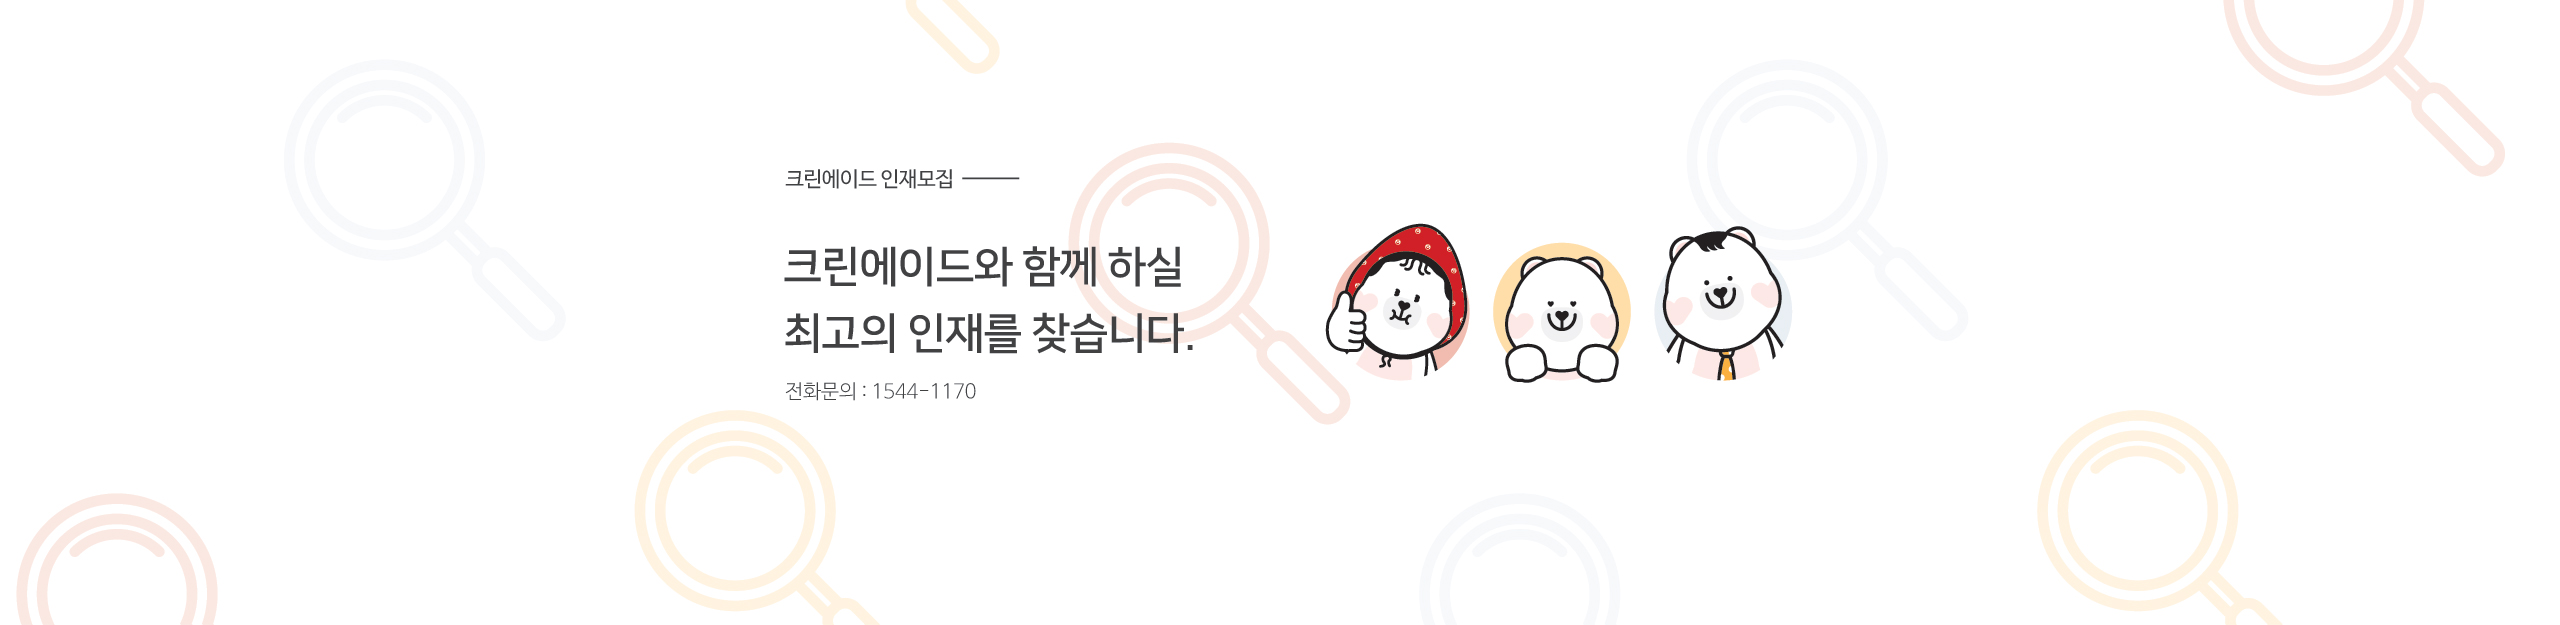 크린에이드 인재모집
크린에이드와 함께 하실
최고의 인재를 찾습니다.
전화문의 : 1544-1170